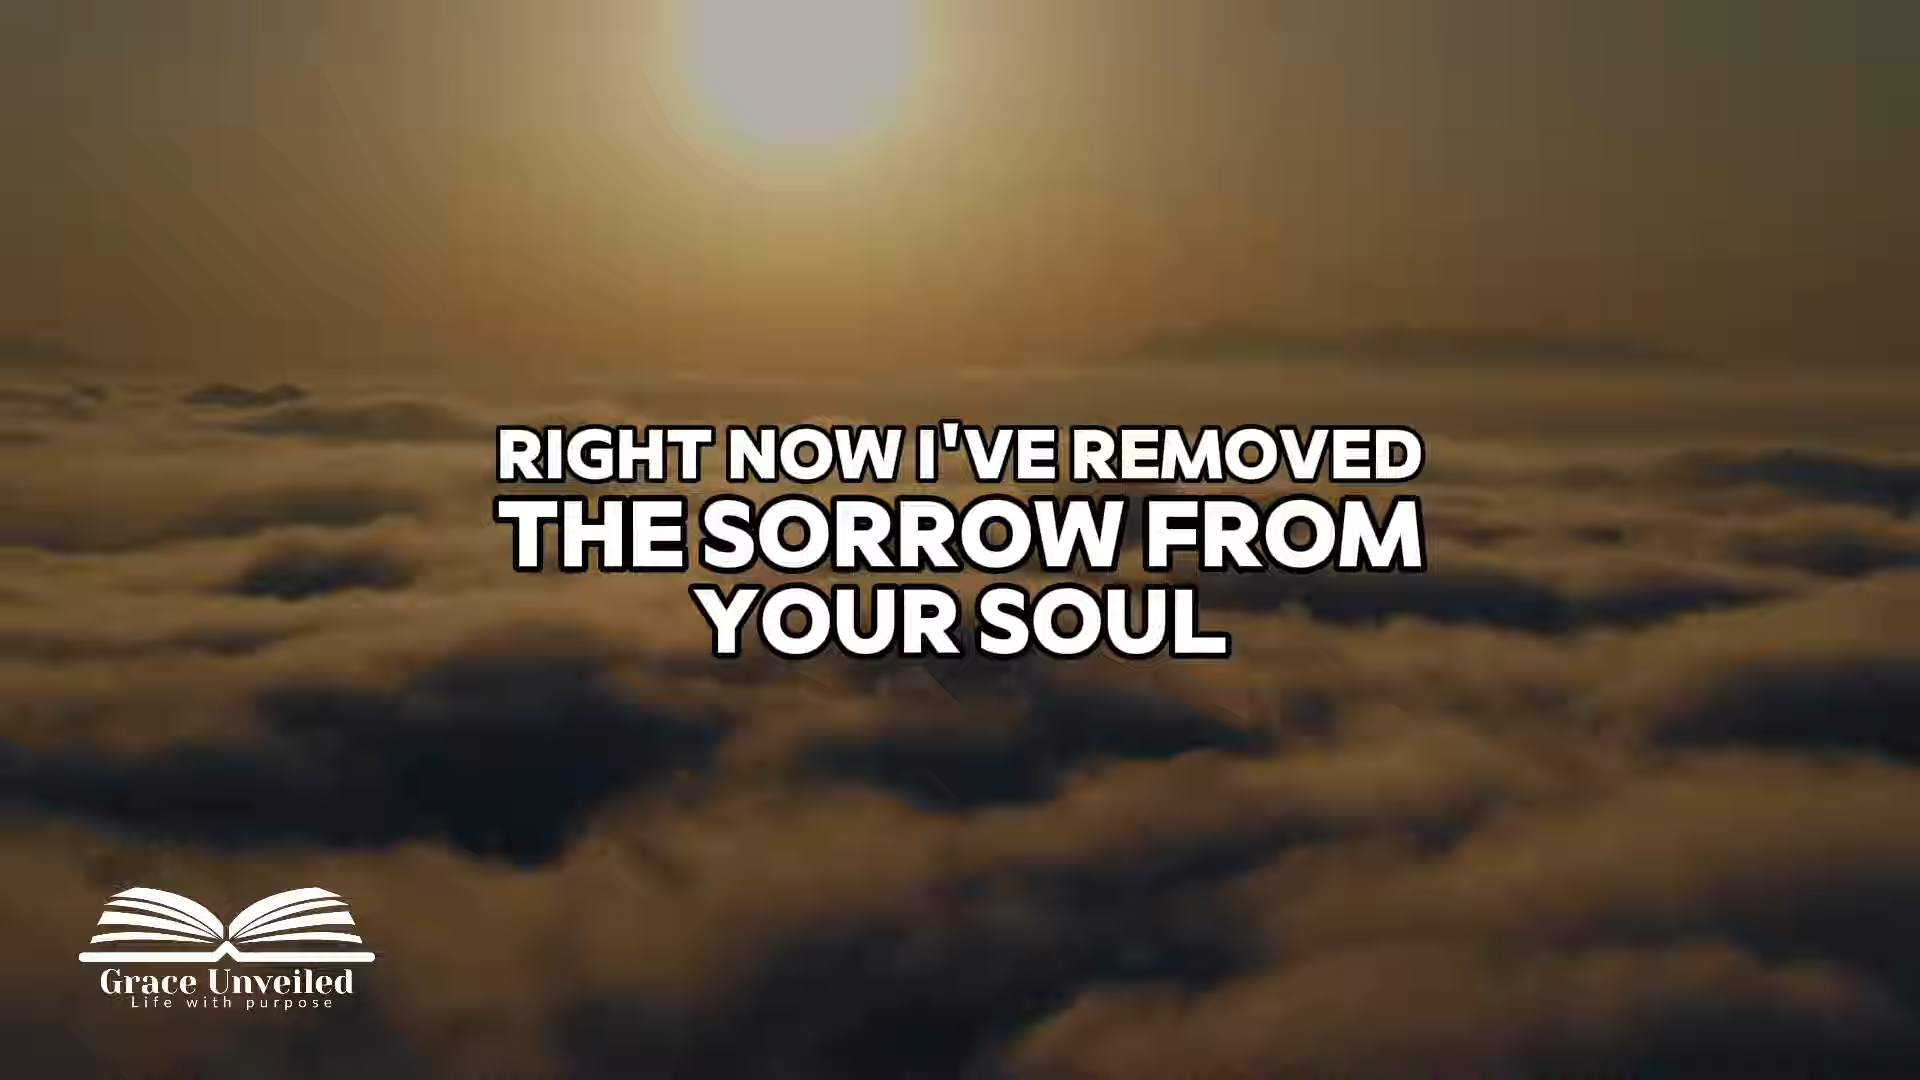 RIGHT NOW I'VE REMOVED
THE SORROW FROM
YOUR SOUL
Grace Unveiled
Life with purpose